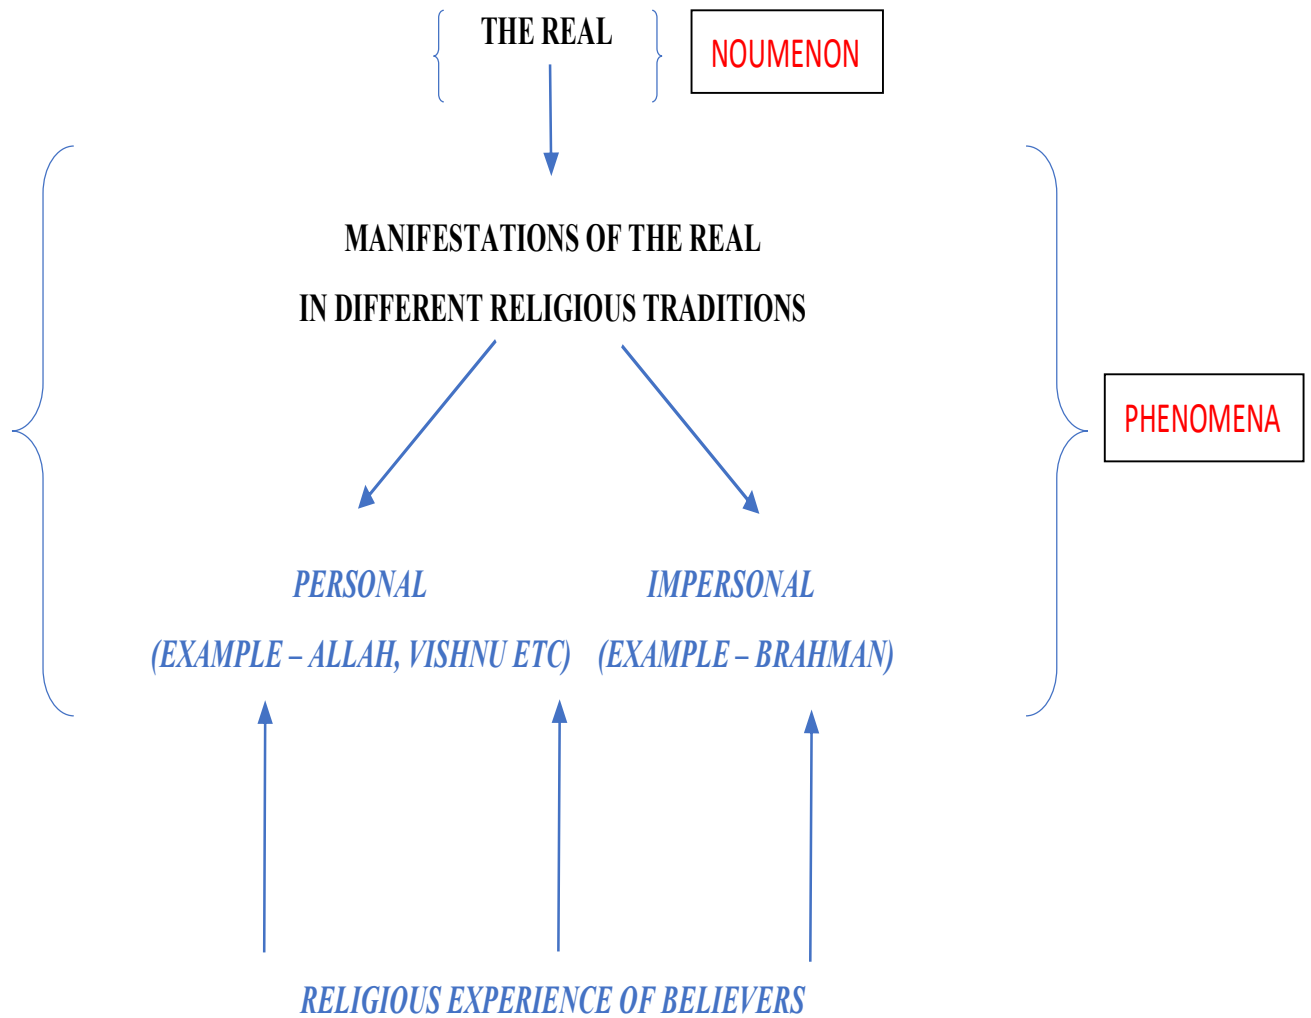 THE REAL
NOUMENON
MANIFESTATIONS OF THE REAL
IN DIFFERENT RELIGIOUS TRADITIONS
PHENOMENA
PERSONAL
IMPERSONAL
(EXAMPLE – ALLAH, VISHNU ETC)
(EXAMPLE – BRAHMAN)
RELIGIOUS EXPERIENCE OF BELIEVERS